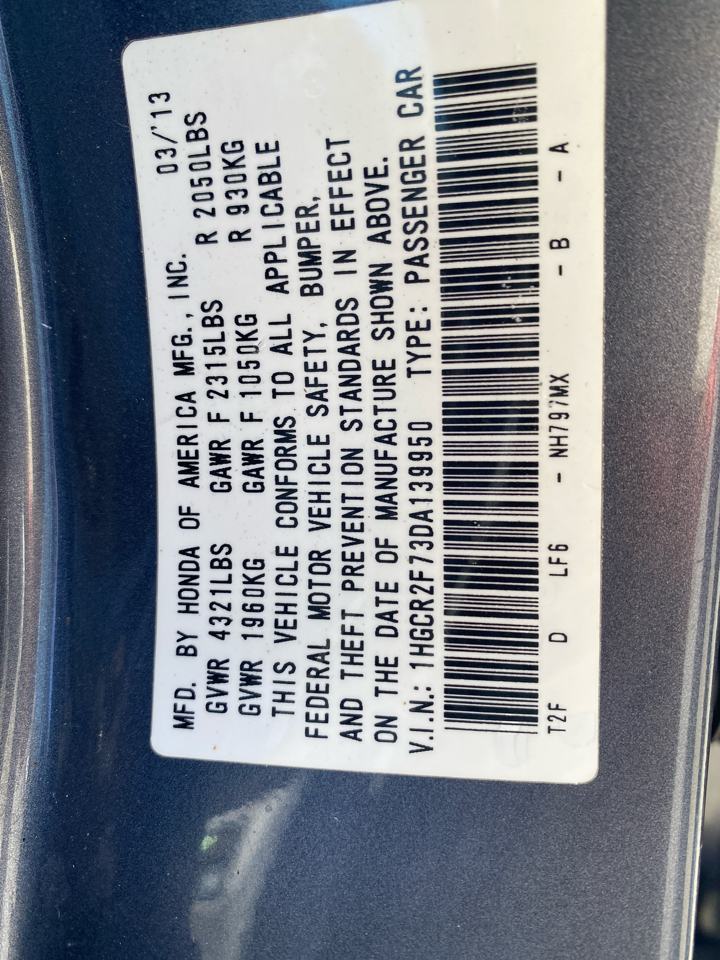 MFD. BY HONDA OF AMERICA MFG., INC. 03/'13
GVWR 4321LBS GAWR F 2315LBS R 2050LBS
GVWR 1960KG GAWR F 1050KG R 930KG
THIS VEHICLE CONFORMS TO ALL APPLICABLE
FEDERAL MOTOR VEHICLE SAFETY, BUMPER,
AND THEFT PREVENTION STANDARDS IN EFFECT
ON THE DATE OF MANUFACTURE SHOWN ABOVE.
V.I.N.: 1HGCR2F73DA139950 TYPE: PASSENGER CAR
T2F D LF6 - NH797MX - B - A